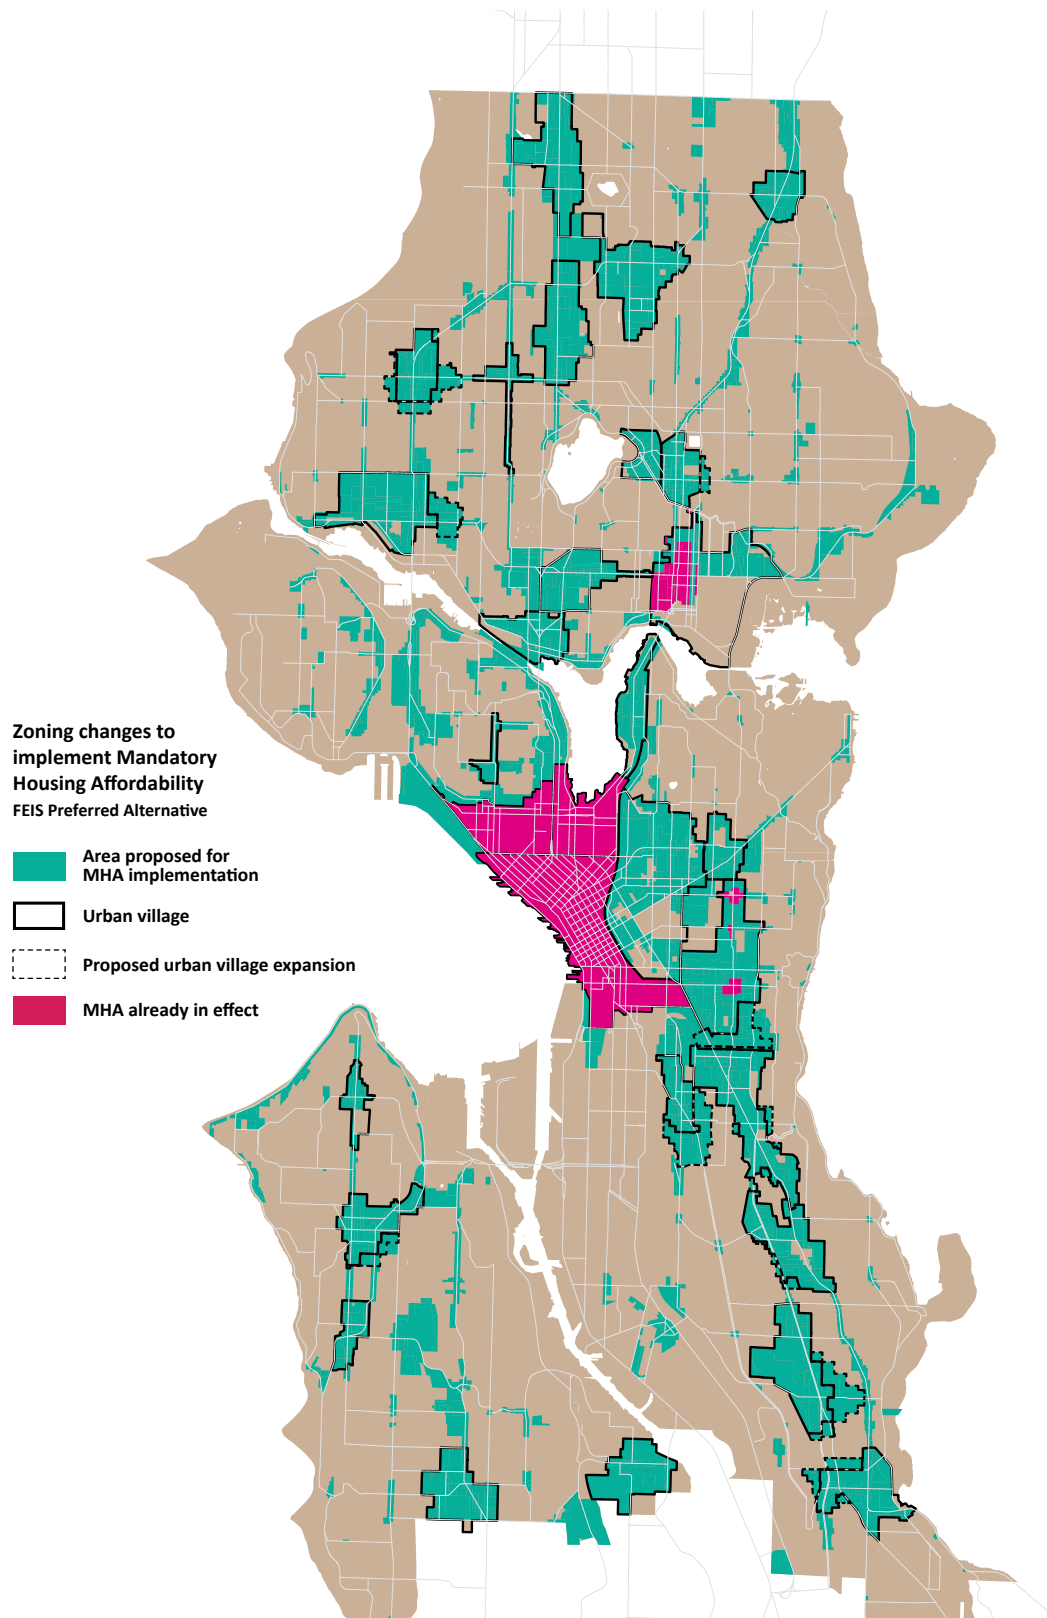 Zoning changes to
implement Mandatory
Housing Affordability
FEIS Preferred Alternative
Area proposed for
MHA implementation
Urban village
Proposed urban village expansion
MHA already in effect